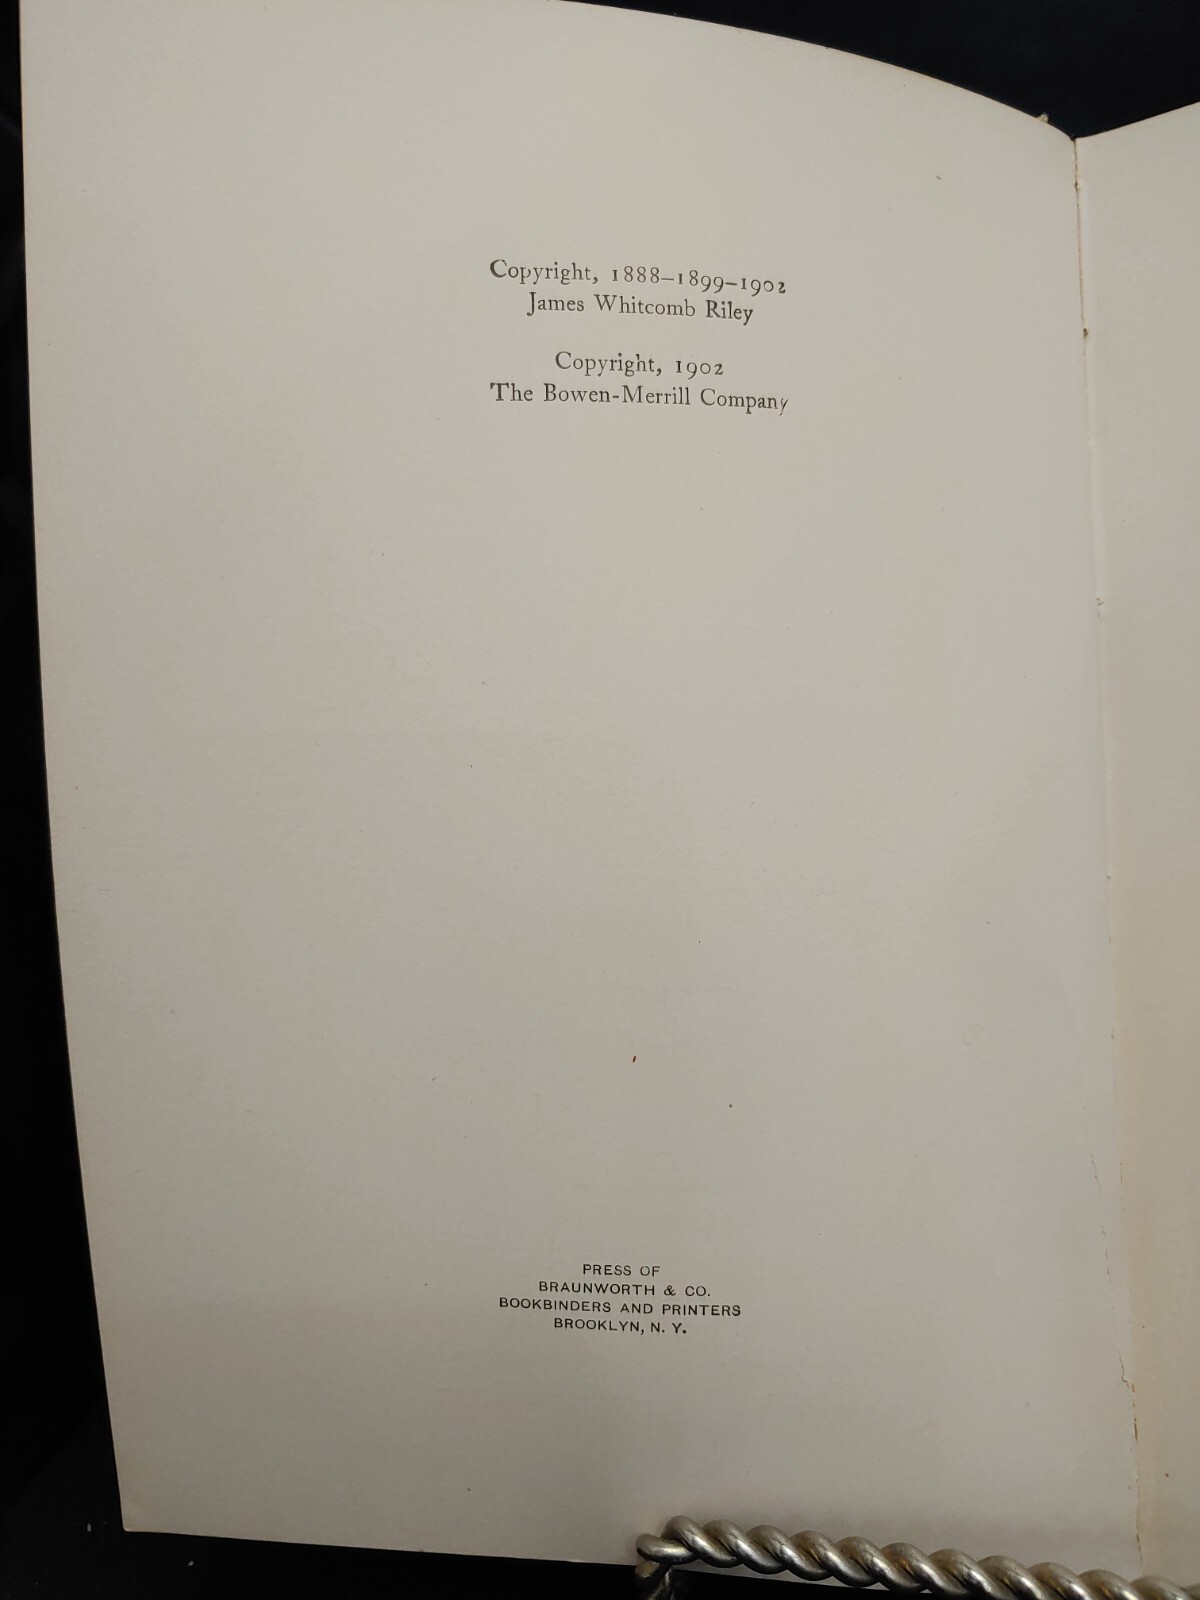 Copyright, 1888–1899–1902
James Whitcomb Riley
Copyright, 1902
The Bowen-Merrill Company
PRESS OF
BRAUNWORTH & CO.
BOOKBINDERS AND PRINTERS
BROOKLYN, N. Y.